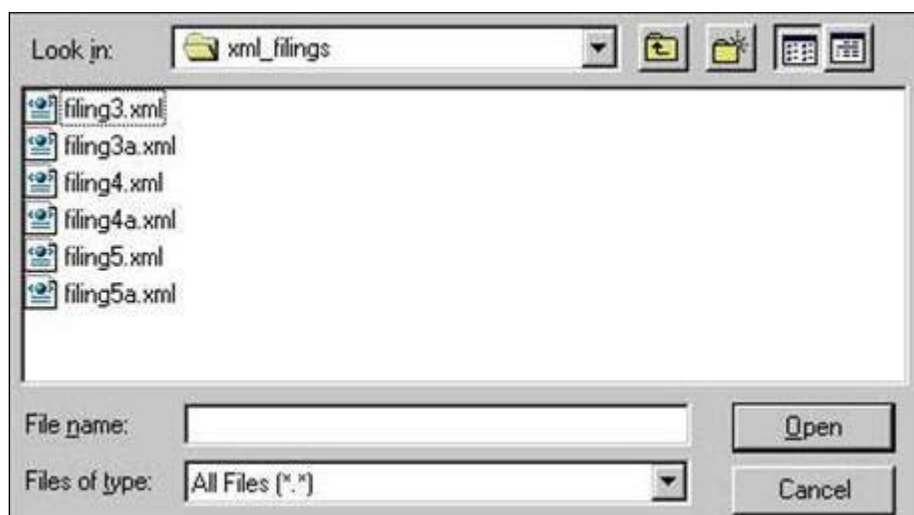 Look in: xml_filings
filing3.xml
filing3a.xml
filing4.xml
filing4a.xml
filing5.xml
filing5a.xml
File name: Open
Files of type: All Files (*.*) Cancel